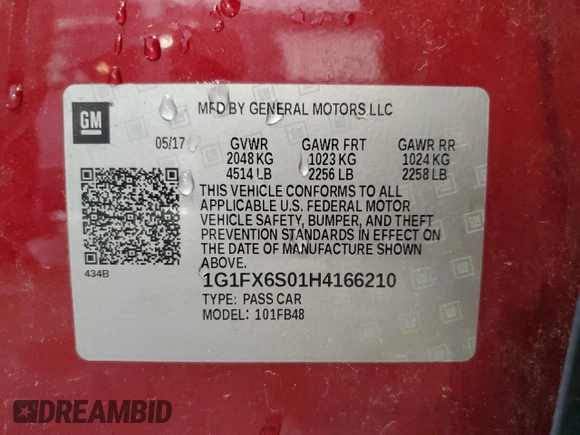 GM
MFD BY GENERAL MOTORS LLC
05/17 GVWR GAWR FRT GAWR RR
2048 KG 1023 KG 1024 KG
4514 LB 2256 LB 2258 LB
THIS VEHICLE CONFORMS TO ALL
APPLICABLE U.S. FEDERAL MOTOR
VEHICLE SAFETY, BUMPER, AND THEFT
PREVENTION STANDARDS IN EFFECT ON
THE DATE OF MANUFACTURE SHOWN
ABOVE.
434B
1G1FX6S01H4166210
TYPE: PASS CAR
MODEL: 101FB48
DREAMBID